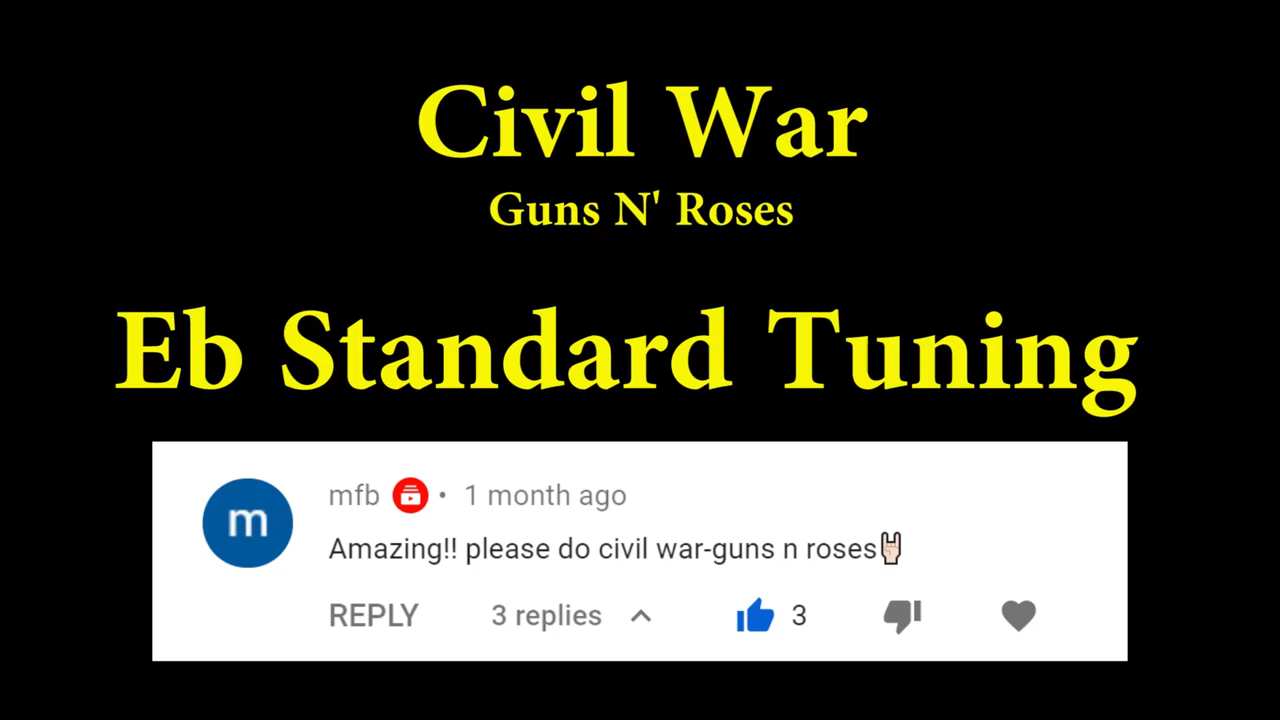 Civil War
Guns N' Roses
Eb Standard Tuning
m
mfb • 1 month ago
Amazing!! please do civil war-guns n roses🤘🏻
REPLY 3 replies 3